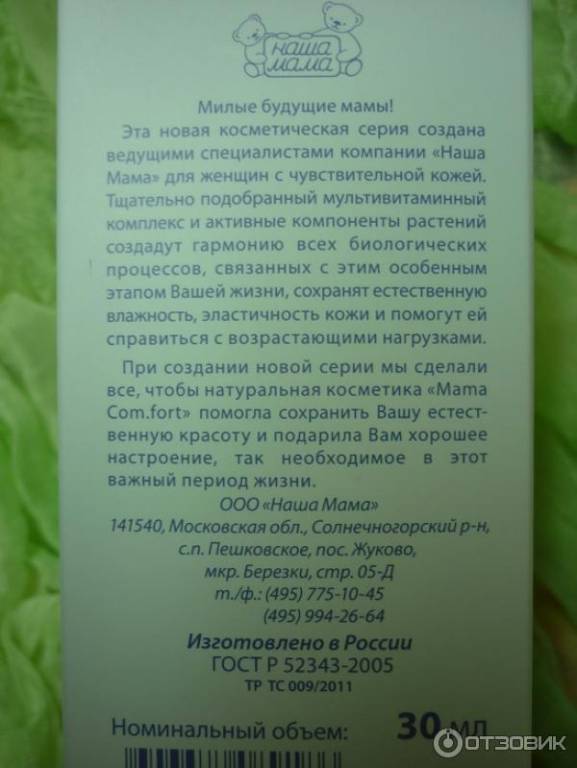 наша
мама
Милые будущие мамы!
Эта новая косметическая серия создана
ведущими специалистами компании «Наша
Мама» для женщин с чувствительной кожей.
Тщательно подобранный мультивитаминный
комплекс и активные компоненты растений
создадут гармонию всех биологических
процессов, связанных с этим особенным
этапом Вашей жизни, сохранят естественную
влажность, эластичность кожи и помогут ей
справиться с возрастающими нагрузками.
При создании новой серии мы сделали
все, чтобы натуральная косметика «Mama
Com.fort» помогла сохранить Вашу естест-
венную красоту и подарила Вам хорошее
настроение, так необходимое в этот
важный период жизни.
ООО «Наша Мама»
141540, Московская обл., Солнечногорский р-н,
с.п. Пешковское, пос. Жуково,
мкр. Березки, стр. 05-Д
т./ф.: (495) 775-10-45
(495) 994-26-64
Изготовлено в России
ГОСТ Р 52343-2005
ТР ТС 009/2011
Номинальный объем: 30 мл
ОТЗОВИК